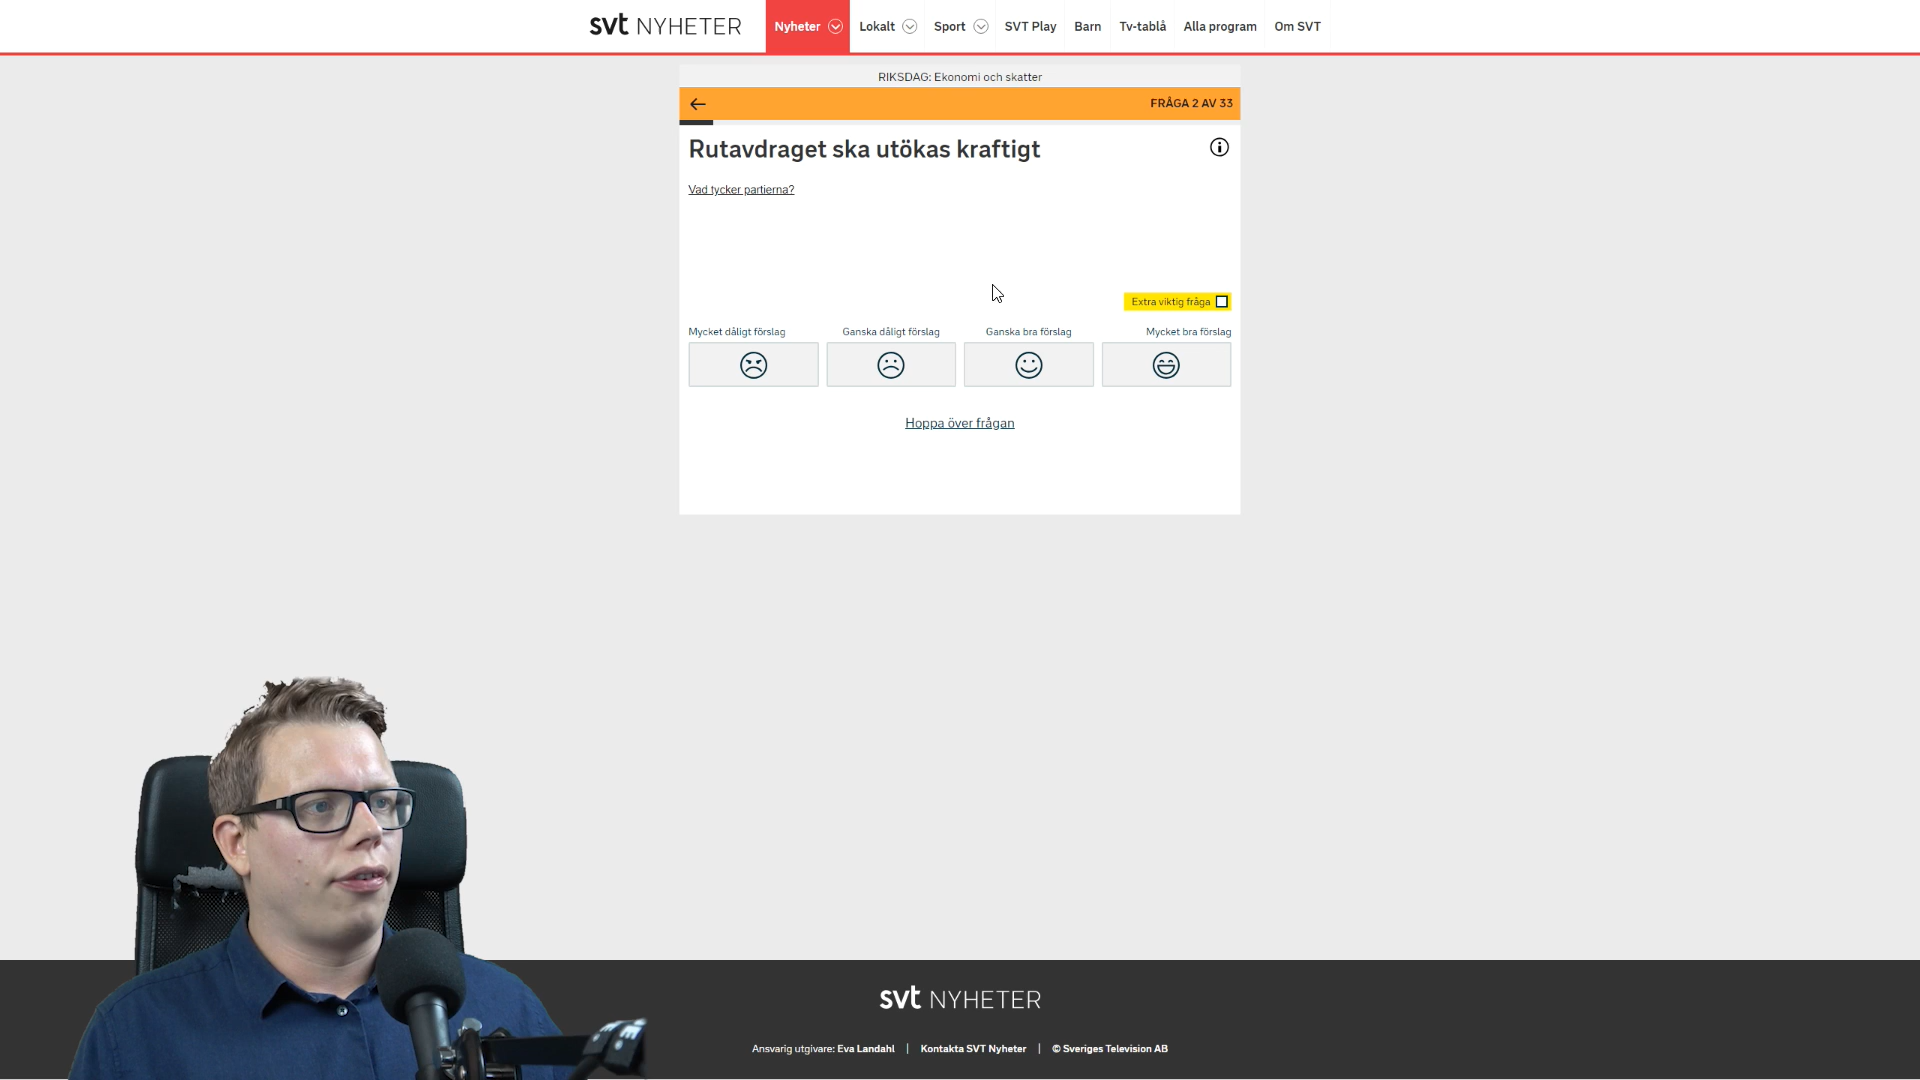 svt NYHETER
Nyheter Lokalt Sport SVT Play Barn Tv-tablå Alla program Om SVT
RIKSDAG: Ekonomi och skatter
FRÅGA 2 AV 33
Rutavdraget ska utökas kraftigt
Vad tycker partierna?
Extra viktig fråga
Mycket dåligt förslag Ganska dåligt förslag Ganska bra förslag Mycket bra förslag
Hoppa över frågan
svt NYHETER
Ansvarig utgivare: Eva Landahl | Kontakta SVT Nyheter | © Sveriges Television AB